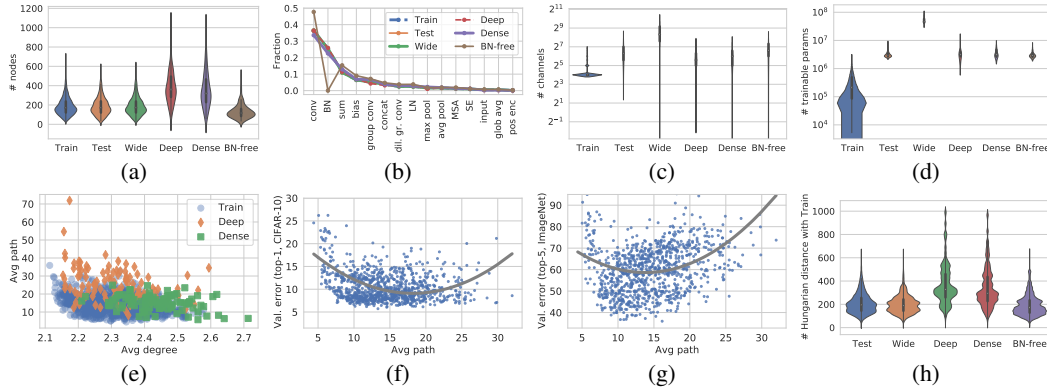 # nodes
1200
1000
800
600
400
200
0
Train Test Wide Deep Dense BN-free
(a)
Fraction
0.5
0.4
0.3
0.2
0.1
0.0
Train Deep
Test Dense
Wide BN-free
conv
BN
sum
bias
group conv
concat
dil. gr. conv
LN
max pool
avg pool
MSA
SE
input
glob avg
pos enc
(b)
# channels
2^11
2^9
2^7
2^5
2^3
2^1
2^-1
Train Test Wide Deep Dense BN-free
(c)
# trainable params
10^8
10^7
10^6
10^5
10^4
Train Test Wide Deep Dense BN-free
(d)
Avg path
70
60
50
40
30
20
10
Train
Deep
Dense
2.1 2.2 2.3 2.4 2.5 2.6 2.7
Avg degree
(e)
Val. error (top-1, CIFAR-10)
30
25
20
15
10
5
5 10 15 20 25 30
Avg path
(f)
Val. error (top-5, ImageNet)
90
80
70
60
50
40
5 10 15 20 25 30
Avg path
(g)
# Hungarian distance with Train
1000
800
600
400
200
0
Test Wide Deep Dense BN-free
(h)